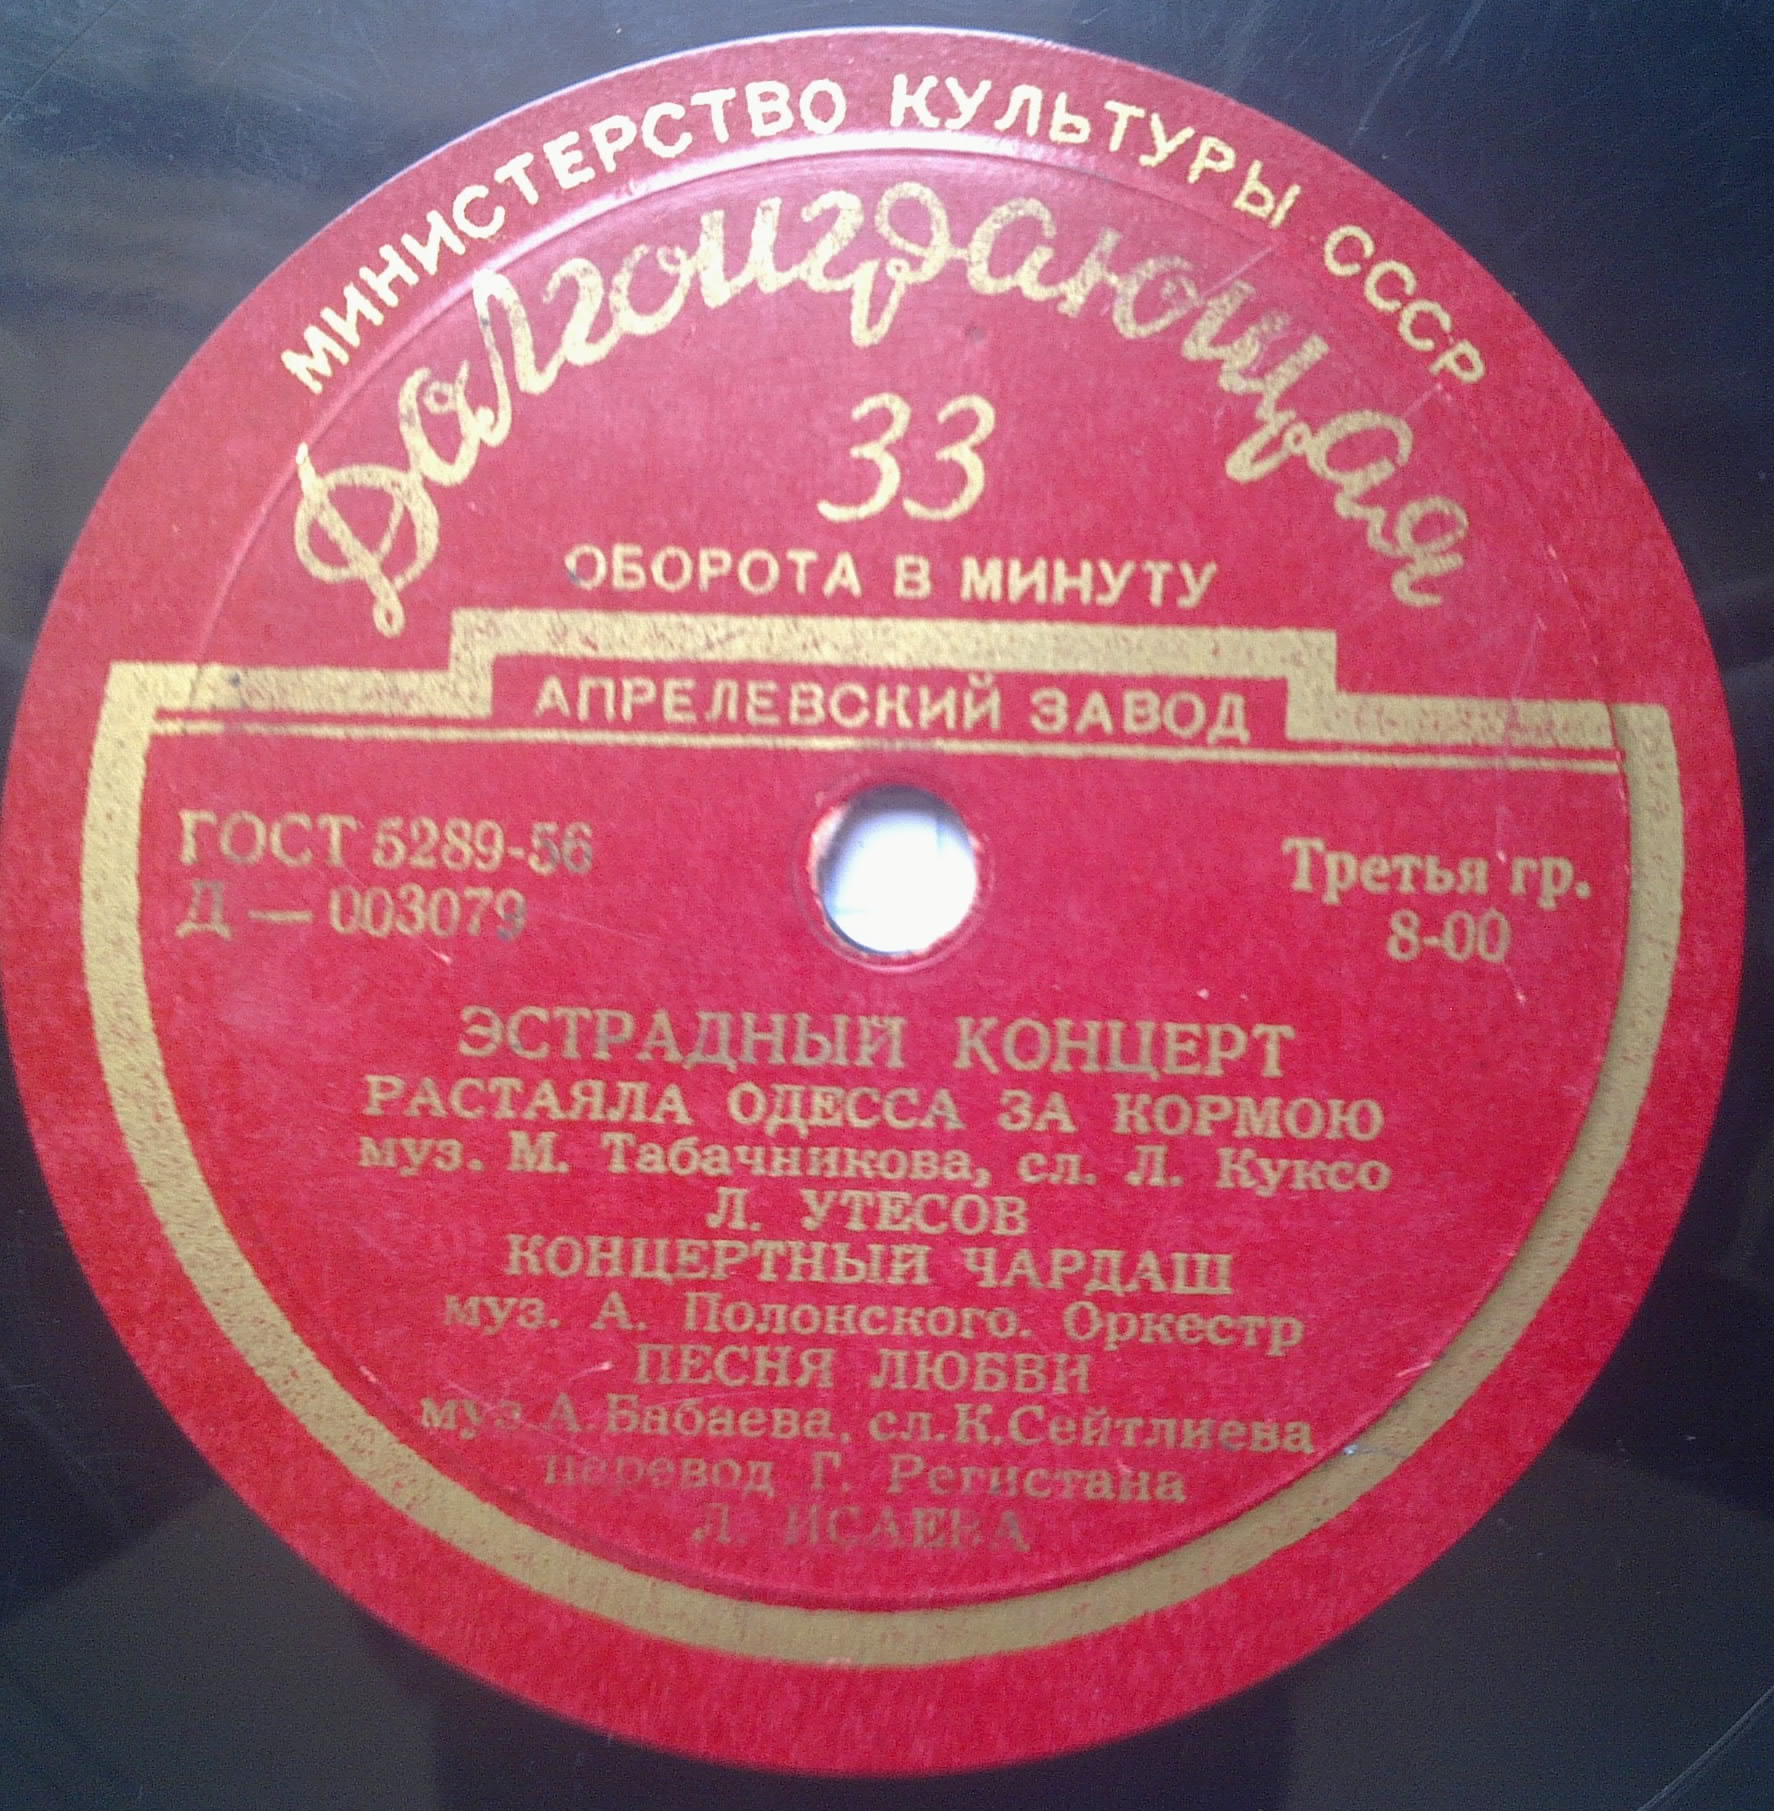 МИНИСТЕРСТВО КУЛЬТУРЫ СССР
Долгоиграющая
33
ОБОРОТА В МИНУТУ
АПРЕЛЕВСКИЙ ЗАВОД
ГОСТ 5289-56
Д — 003079
Третья гр.
8-00
ЭСТРАДНЫЙ КОНЦЕРТ
РАСТАЯЛА ОДЕССА ЗА КОРМОЮ
муз. М. Табачникова, сл. Л. Куксо
Л. УТЕСОВ
КОНЦЕРТНЫЙ ЧАРДАШ
муз. А. Полонского. Оркестр
ПЕСНЯ ЛЮБВИ
муз А. Бабаева, сл. К. Сейтлиева
перевод Г. Регистана
Л. ИСАЕВА